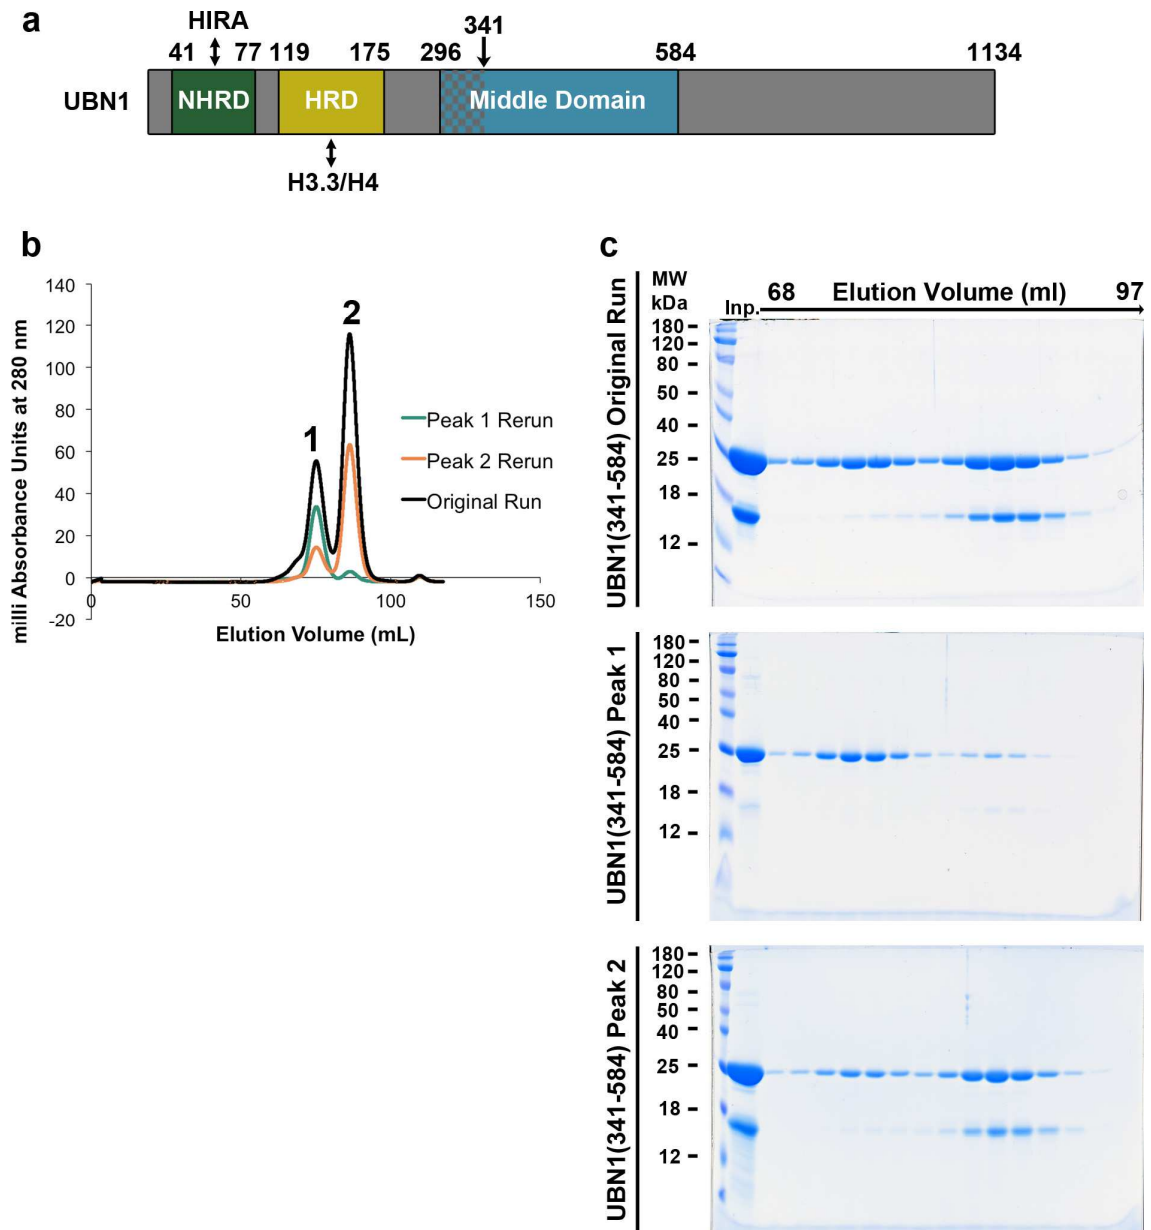 a
HIRA
341
41 77 119 175 296 584 1134
UBN1 NHRD HRD Middle Domain
H3.3/H4
b
milli Absorbance Units at 280 nm
140
120
100
80
60
40
20
0
-20
0 50 100 150
1
2
Peak 1 Rerun
Peak 2 Rerun
Original Run
Elution Volume (mL)
c
UBN1(341-584) Original Run
MW
kDa
Inp.
68 Elution Volume (ml) 97
180
120
80
50
40
25
18
12
UBN1(341-584) Peak 1
180
120
80
50
40
25
18
12
UBN1(341-584) Peak 2
180
120
80
50
40
25
18
12